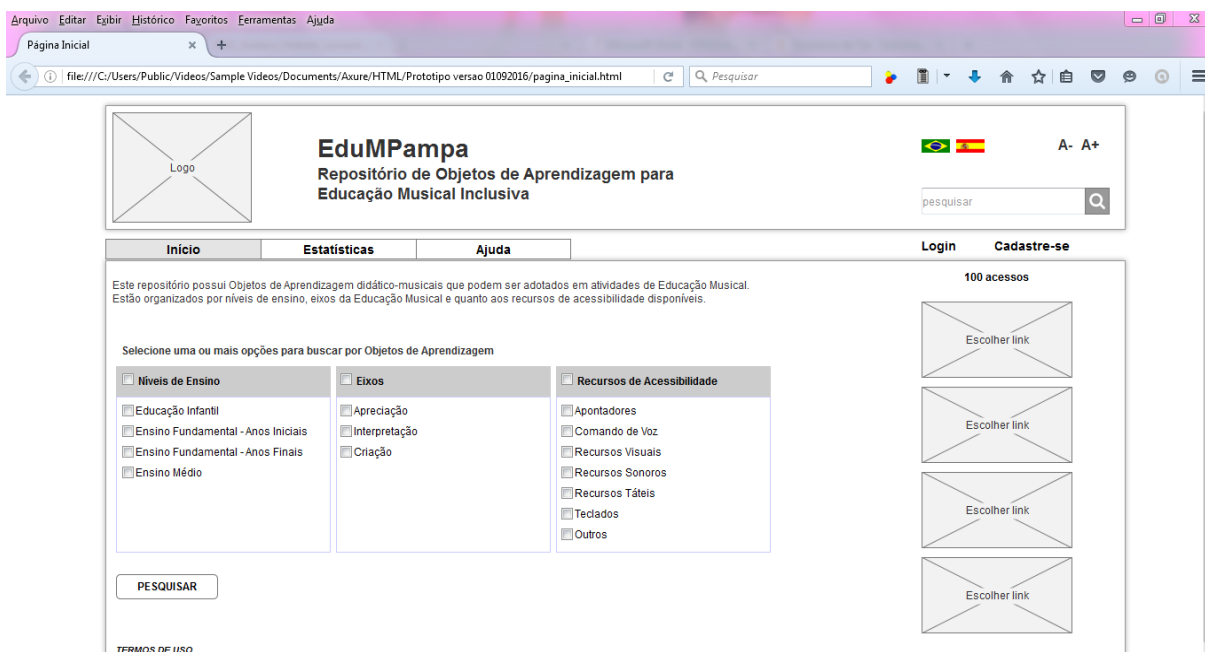 Arquivo Editar Exibir Histórico Favoritos Ferramentas Ajuda
Página Inicial
file:///C:/Users/Public/Videos/Sample Videos/Documents/Axure/HTML/Prototipo versao 01092016/pagina_inicial.html
Pesquisar
Logo
EduMPampa
Repositório de Objetos de Aprendizagem para
Educação Musical Inclusiva
A- A+
pesquisar
Início Estatísticas Ajuda
Login Cadastre-se
Este repositório possui Objetos de Aprendizagem didático-musicais que podem ser adotados em atividades de Educação Musical.
Estão organizados por níveis de ensino, eixos da Educação Musical e quanto aos recursos de acessibilidade disponíveis.
Selecione uma ou mais opções para buscar por Objetos de Aprendizagem
Níveis de Ensino
Educação Infantil
Ensino Fundamental - Anos Iniciais
Ensino Fundamental - Anos Finais
Ensino Médio
Eixos
Apreciação
Interpretação
Criação
Recursos de Acessibilidade
Apontadores
Comando de Voz
Recursos Visuais
Recursos Sonoros
Recursos Táteis
Teclados
Outros
PESQUISAR
TERMOS DE USO
100 acessos
Escolher link
Escolher link
Escolher link
Escolher link